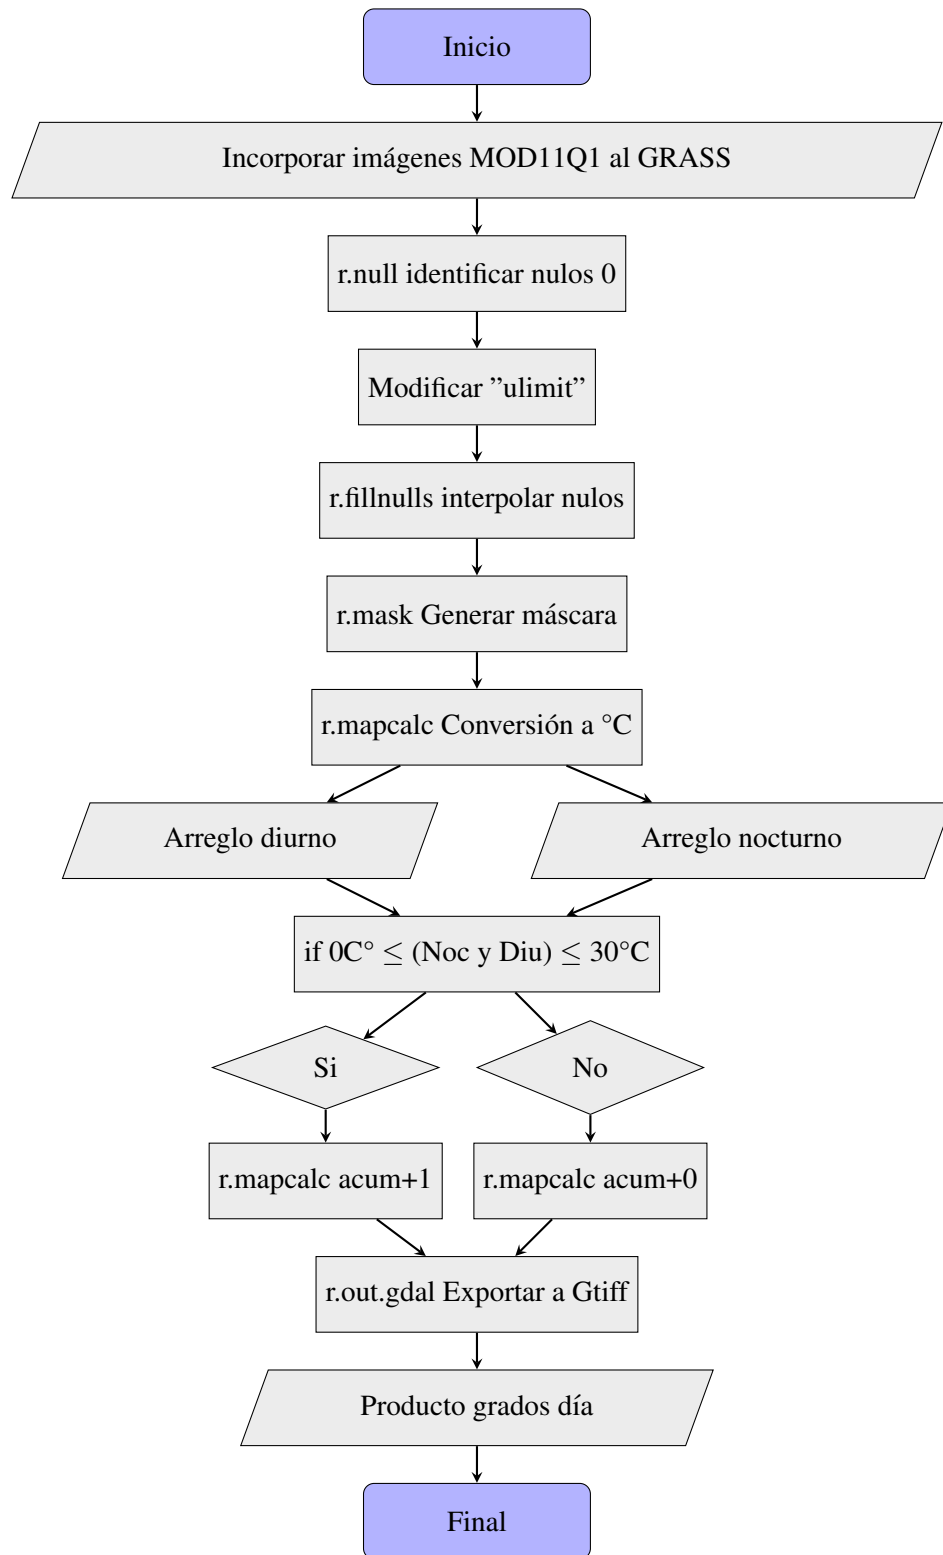 Inicio
Incorporar imágenes MOD11Q1 al GRASS
r.null identificar nulos 0
Modificar ”ulimit”
r.fillnulls interpolar nulos
r.mask Generar máscara
r.mapcalc Conversión a °C
Arreglo diurno
Arreglo nocturno
if 0C° ≤ (Noc y Diu) ≤ 30°C
Si
No
r.mapcalc acum+1
r.mapcalc acum+0
r.out.gdal Exportar a Gtiff
Producto grados día
Final